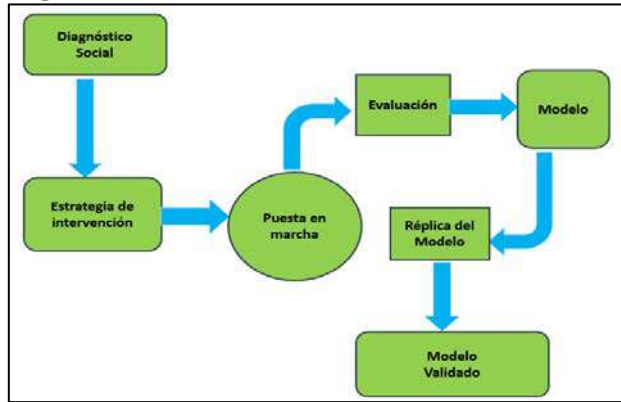 Diagnóstico
Social
Estrategia de
intervención
Puesta en
marcha
Evaluación
Modelo
Réplica del
Modelo
Modelo
Validado